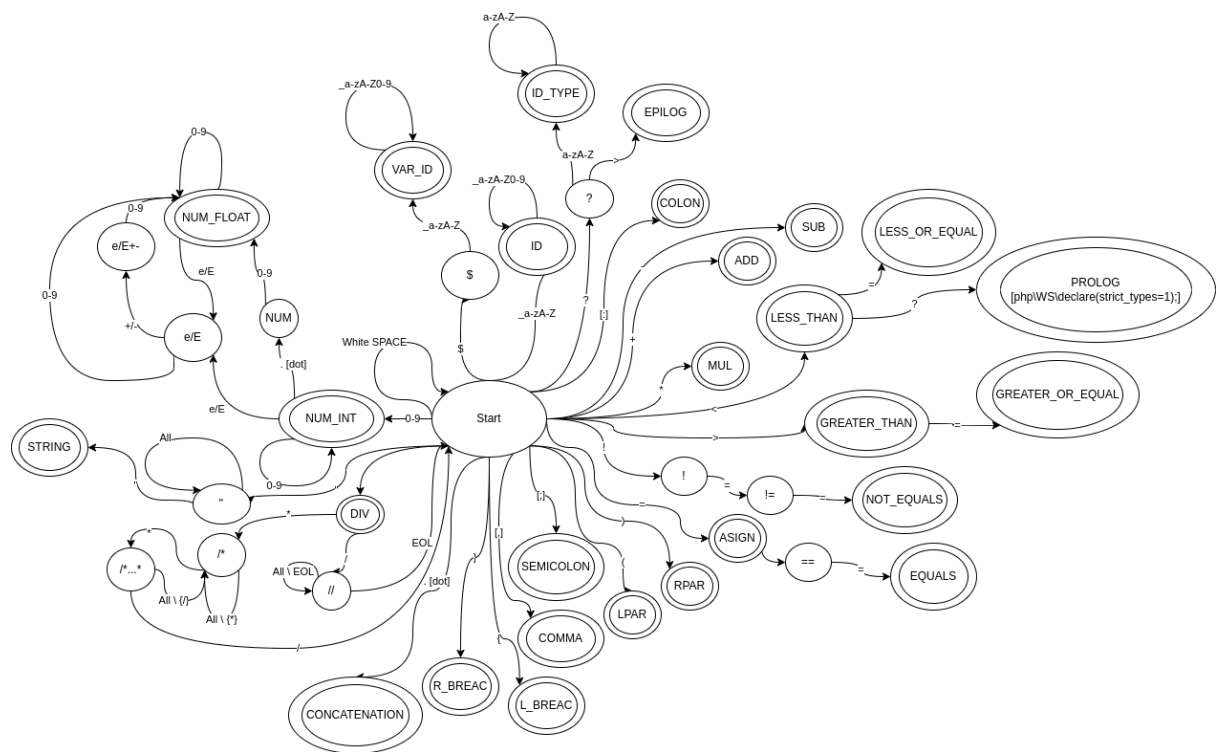 a-zA-Z
ID_TYPE
_a-zA-Z0-9
EPILOG
0-9
a-zA-Z
>
VAR_ID
_a-zA-Z0-9
?
COLON
0-9
NUM_FLOAT
_a-zA-Z
SUB
LESS_OR_EQUAL
e/E+-
ID
ADD
-
e/E
0-9
$
PROLOG
[php\WS\declare(strict_types=1);]
=
?
0-9
NUM
_a-zA-Z
?
[:]
+
LESS_THAN
+/-
e/E
White SPACE
$
. [dot]
MUL
*
GREATER_OR_EQUAL
e/E
NUM_INT
0-9
Start
<
GREATER_THAN
=
>
STRING
All
!
"
0-9
"
"
!
=
!=
=
NOT_EQUALS
[;]
=
DIV
*
[,]
)
ASIGN
*
/*
EOL
=
/*...*
All \ EOL
/
. [dot]
SEMICOLON
(
==
=
EQUALS
//
}
RPAR
All \ {/}
All \ {*}
LPAR
COMMA
/
{
R_BREAC
L_BREAC
CONCATENATION